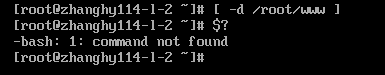 [root@zhanghy114-l-2 ~]# [ -d /root/www ]
[root@zhanghy114-l-2 ~]# $?
-bash: 1: command not found
[root@zhanghy114-l-2 ~]#